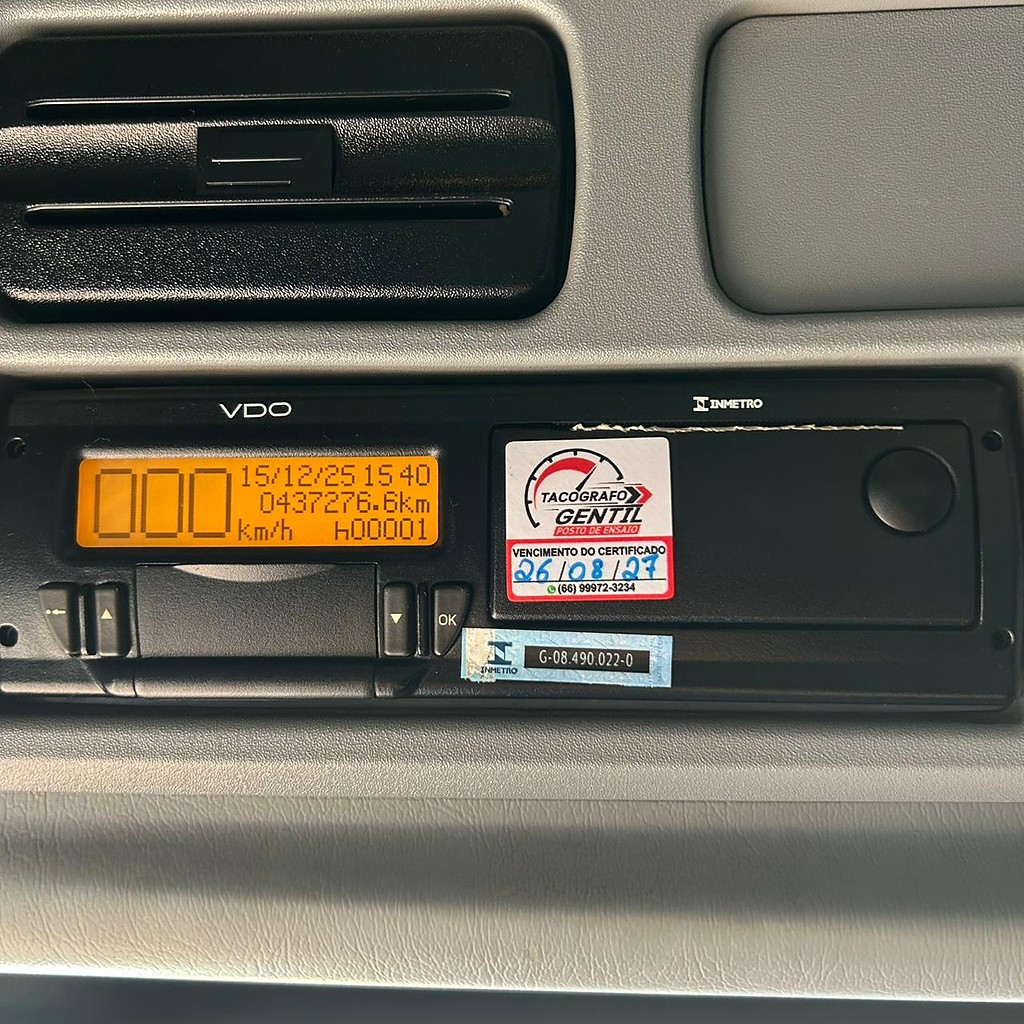 VDO
INMETRO
000
15/12/25 15 40
0437276.6km
km/h h00001
OK
TACOGRAFO
GENTIL
POSTO DE ENSAIO
VENCIMENTO DO CERTIFICADO
26/08/27
(66) 99972-3234
INMETRO
G-08.490.022-0